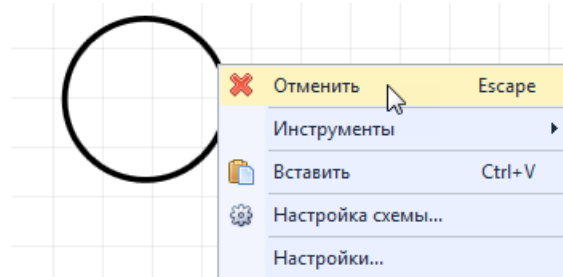 Отменить Escape
Инструменты
Вставить Ctrl+V
Настройка схемы...
Настройки...